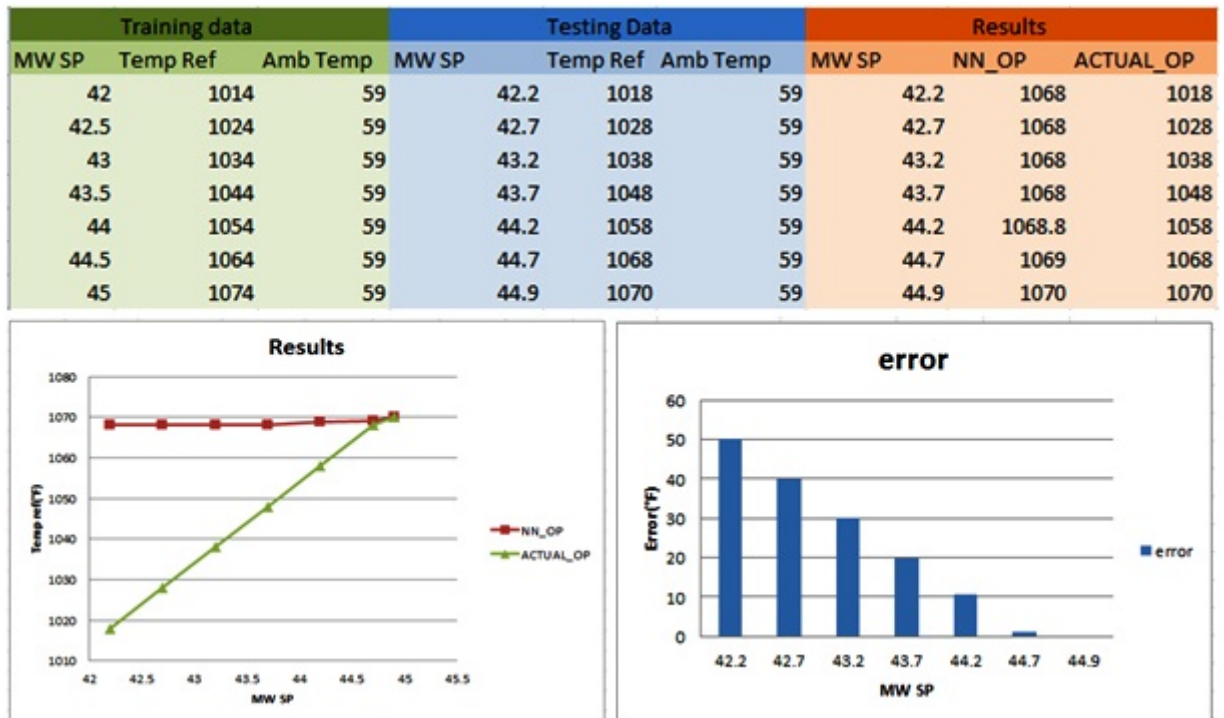 Training data Testing Data Results
MW SP Temp Ref Amb Temp MW SP Temp Ref Amb Temp MW SP NN_OP ACTUAL_OP
42 1014 59 42.2 1018 59 42.2 1068 1018
42.5 1024 59 42.7 1028 59 42.7 1068 1028
43 1034 59 43.2 1038 59 43.2 1068 1038
43.5 1044 59 43.7 1048 59 43.7 1068 1048
44 1054 59 44.2 1058 59 44.2 1068.8 1058
44.5 1064 59 44.7 1068 59 44.7 1069 1068
45 1074 59 44.9 1070 59 44.9 1070 1070
Results
1080
1070
1060
1050
1040
1030
1020
1010
Temp ref(°F)
42 42.5 43 43.5 44 44.5 45 45.5
MW SP
NN_OP
ACTUAL_OP
error
60
50
40
30
20
10
0
Error(°F)
42.2 42.7 43.2 43.7 44.2 44.7 44.9
MW SP
error